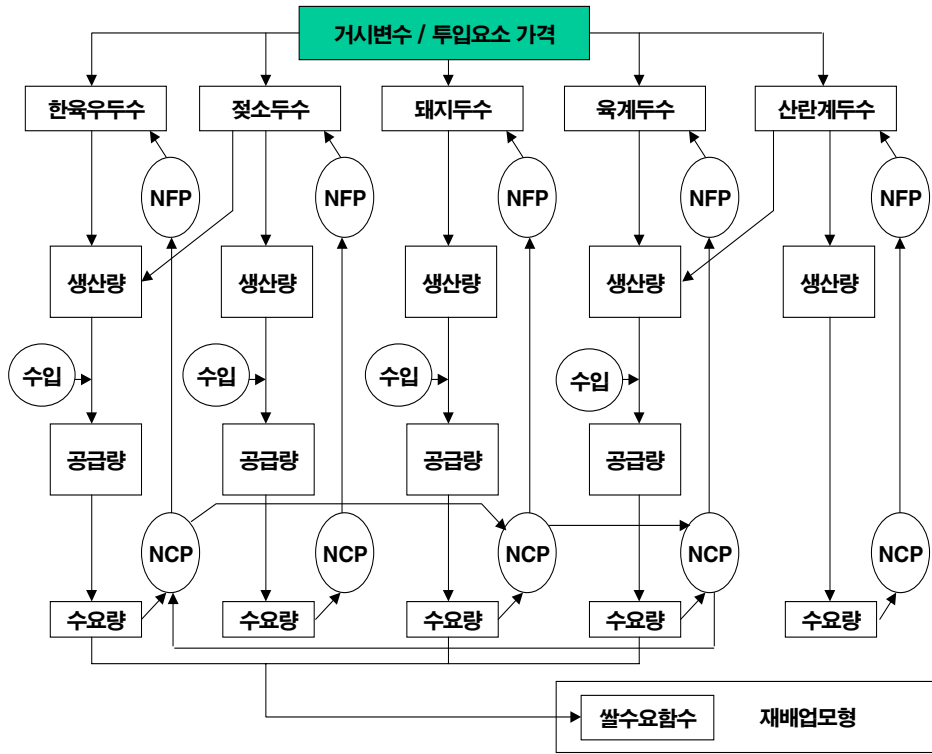 거시변수 / 투입요소 가격
한육우두수
젖소두수
돼지두수
육계두수
산란계두수
NFP
NFP
NFP
NFP
NFP
생산량
생산량
생산량
생산량
생산량
수입
수입
수입
수입
공급량
공급량
공급량
공급량
NCP
NCP
NCP
NCP
NCP
수요량
수요량
수요량
수요량
수요량
쌀수요함수
재배업모형